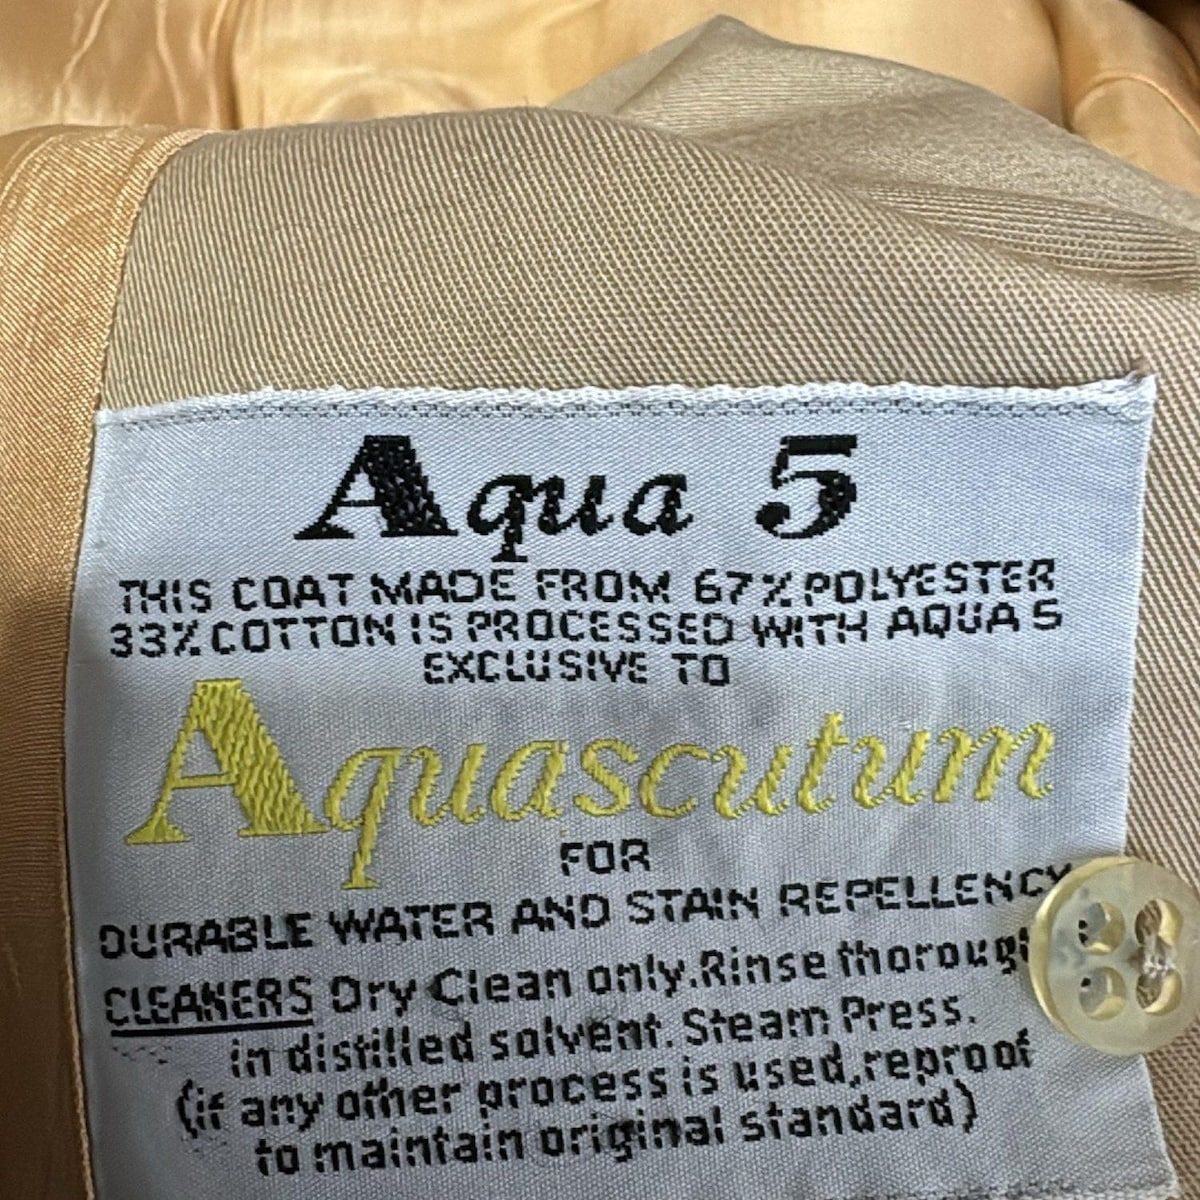 Aqua 5
THIS COAT MADE FROM 67% POLYESTER
33% COTTON IS PROCESSED WITH AQUA 5
EXCLUSIVE TO
Aquascutum
FOR
DURABLE WATER AND STAIN REPELLENCY
CLEANERS Dry Clean only. Rinse thoroug
in distilled solvent. Steam Press.
(if any other process is used, reproof
to maintain original standard)